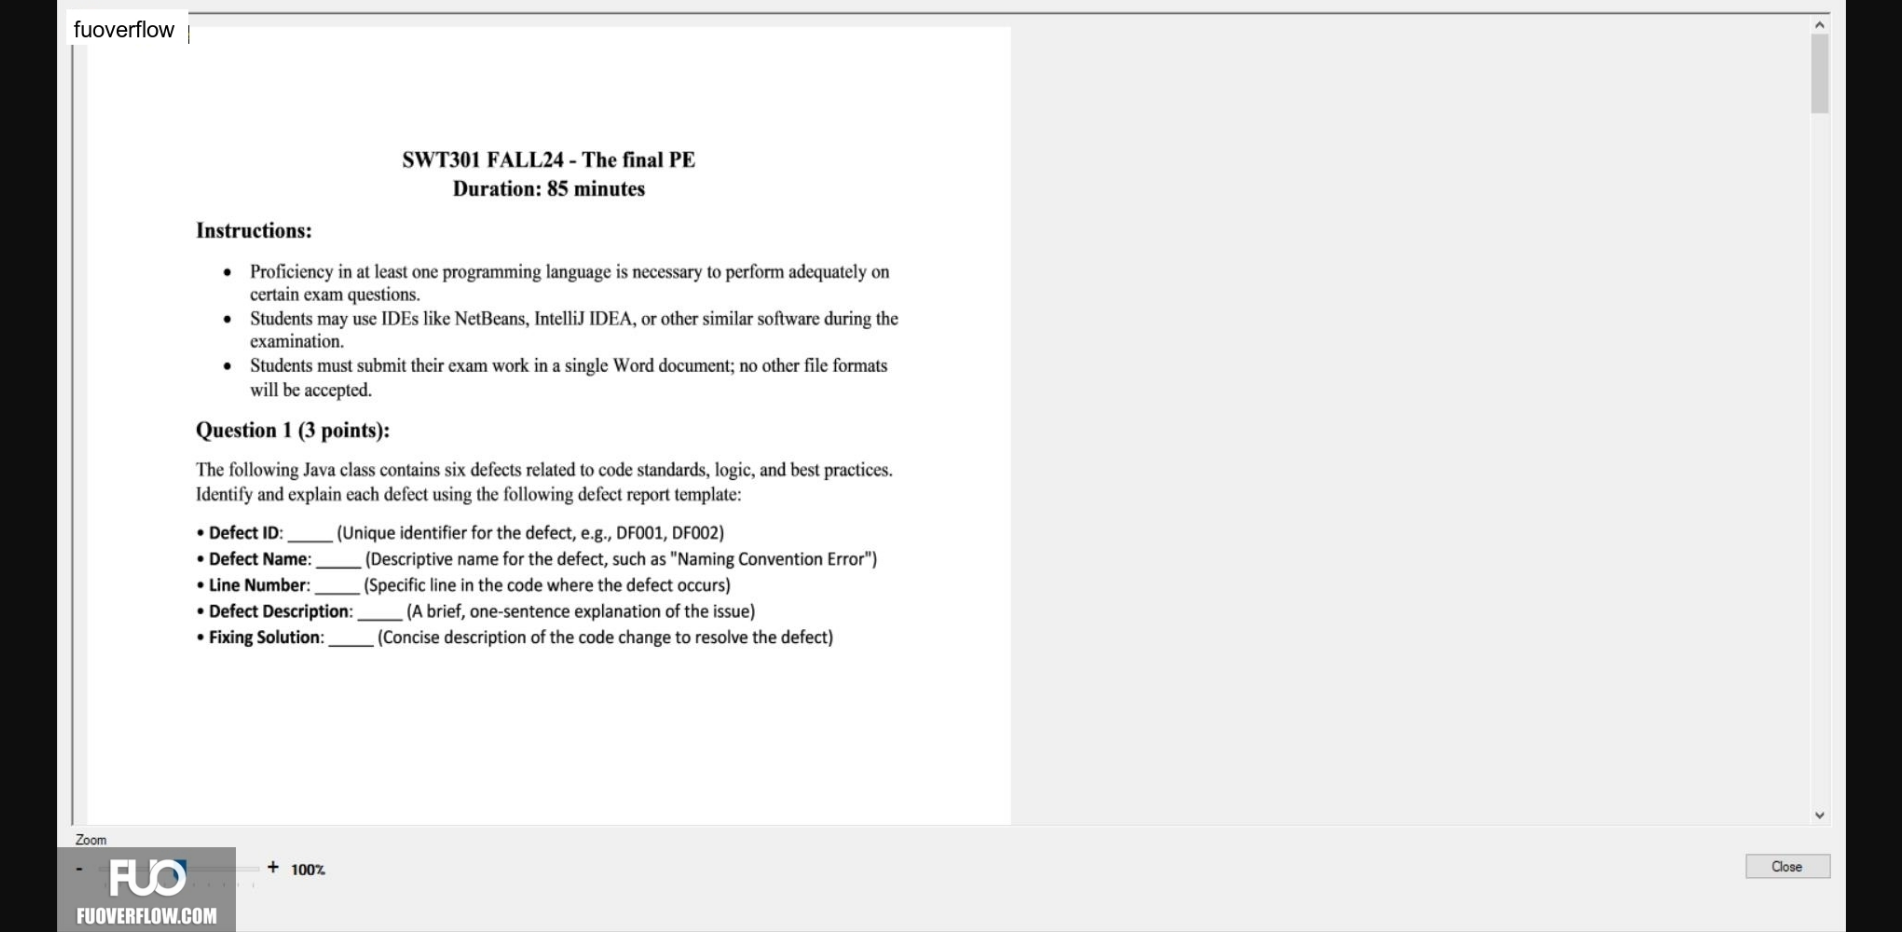 fuoverflow
SWT301 FALL24 - The final PE
Duration: 85 minutes
Instructions:
• Proficiency in at least one programming language is necessary to perform adequately on
certain exam questions.
• Students may use IDEs like NetBeans, IntelliJ IDEA, or other similar software during the
examination.
• Students must submit their exam work in a single Word document; no other file formats
will be accepted.
Question 1 (3 points):
The following Java class contains six defects related to code standards, logic, and best practices.
Identify and explain each defect using the following defect report template:
• Defect ID: _____ (Unique identifier for the defect, e.g., DF001, DF002)
• Defect Name: _____ (Descriptive name for the defect, such as "Naming Convention Error")
• Line Number: _____ (Specific line in the code where the defect occurs)
• Defect Description: _____ (A brief, one-sentence explanation of the issue)
• Fixing Solution: _____ (Concise description of the code change to resolve the defect)
Zoom
- + 100%
Close
FUO
FUOVERFLOW.COM